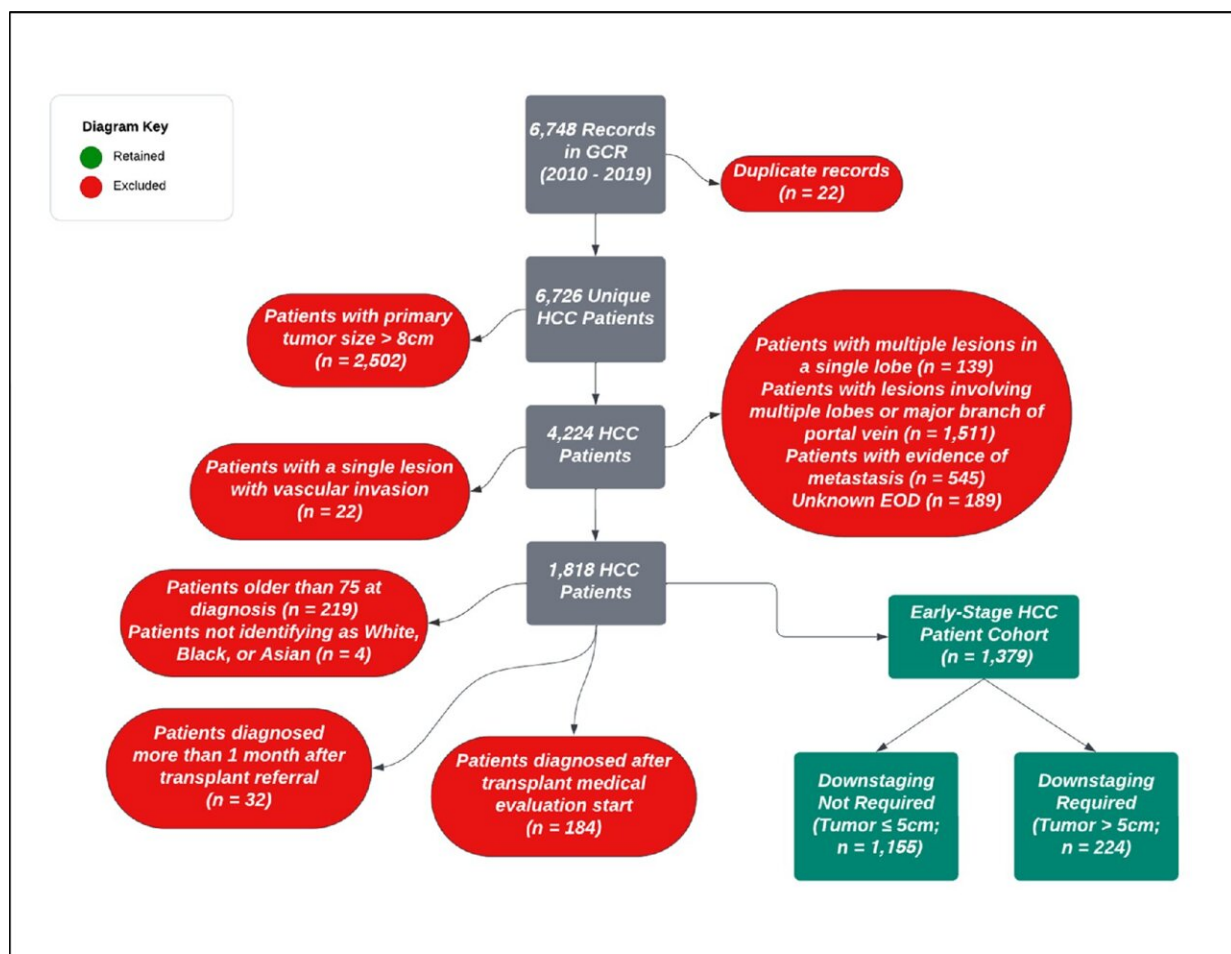 Diagram Key
Retained
Excluded
6,748 Records
in GCR
(2010 - 2019)
Duplicate records
(n = 22)
6,726 Unique
HCC Patients
Patients with primary
tumor size > 8cm
(n = 2,502)
Patients with multiple lesions in
a single lobe (n = 139)
Patients with lesions involving
multiple lobes or major branch of
portal vein (n = 1,511)
Patients with evidence of
metastasis (n = 545)
Unknown EOD (n = 189)
4,224 HCC
Patients
Patients with a single lesion
with vascular invasion
(n = 22)
1,818 HCC
Patients
Patients older than 75 at
diagnosis (n = 219)
Patients not identifying as White,
Black, or Asian (n = 4)
Early-Stage HCC
Patient Cohort
(n = 1,379)
Patients diagnosed
more than 1 month after
transplant referral
(n = 32)
Patients diagnosed after
transplant medical
evaluation start
(n = 184)
Downstaging
Not Required
(Tumor ≤ 5cm;
n = 1,155)
Downstaging
Required
(Tumor > 5cm;
n = 224)